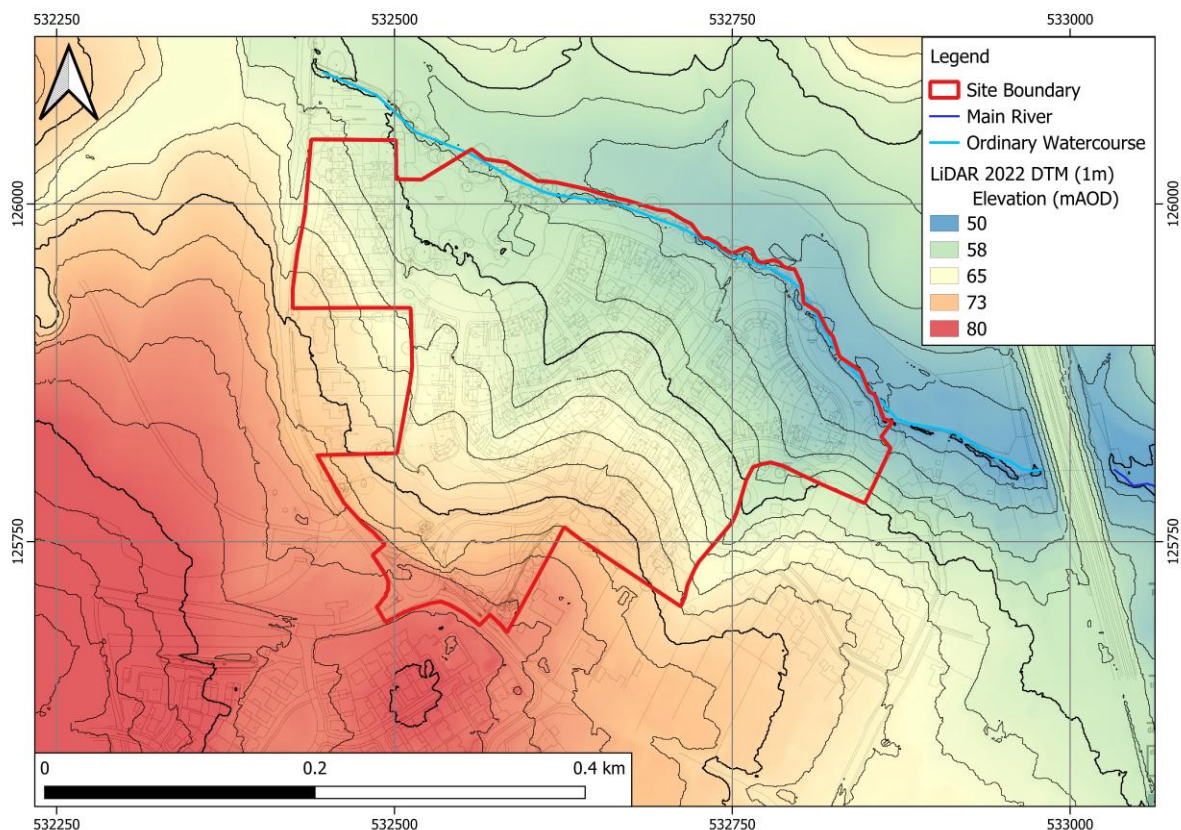 532250 532500 532750 533000
Legend
Site Boundary
Main River
Ordinary Watercourse
LiDAR 2022 DTM (1m)
Elevation (mAOD)
50
58
65
73
80
126000 126000
125750 125750
0 0.2 0.4 km
532250 532500 532750 533000